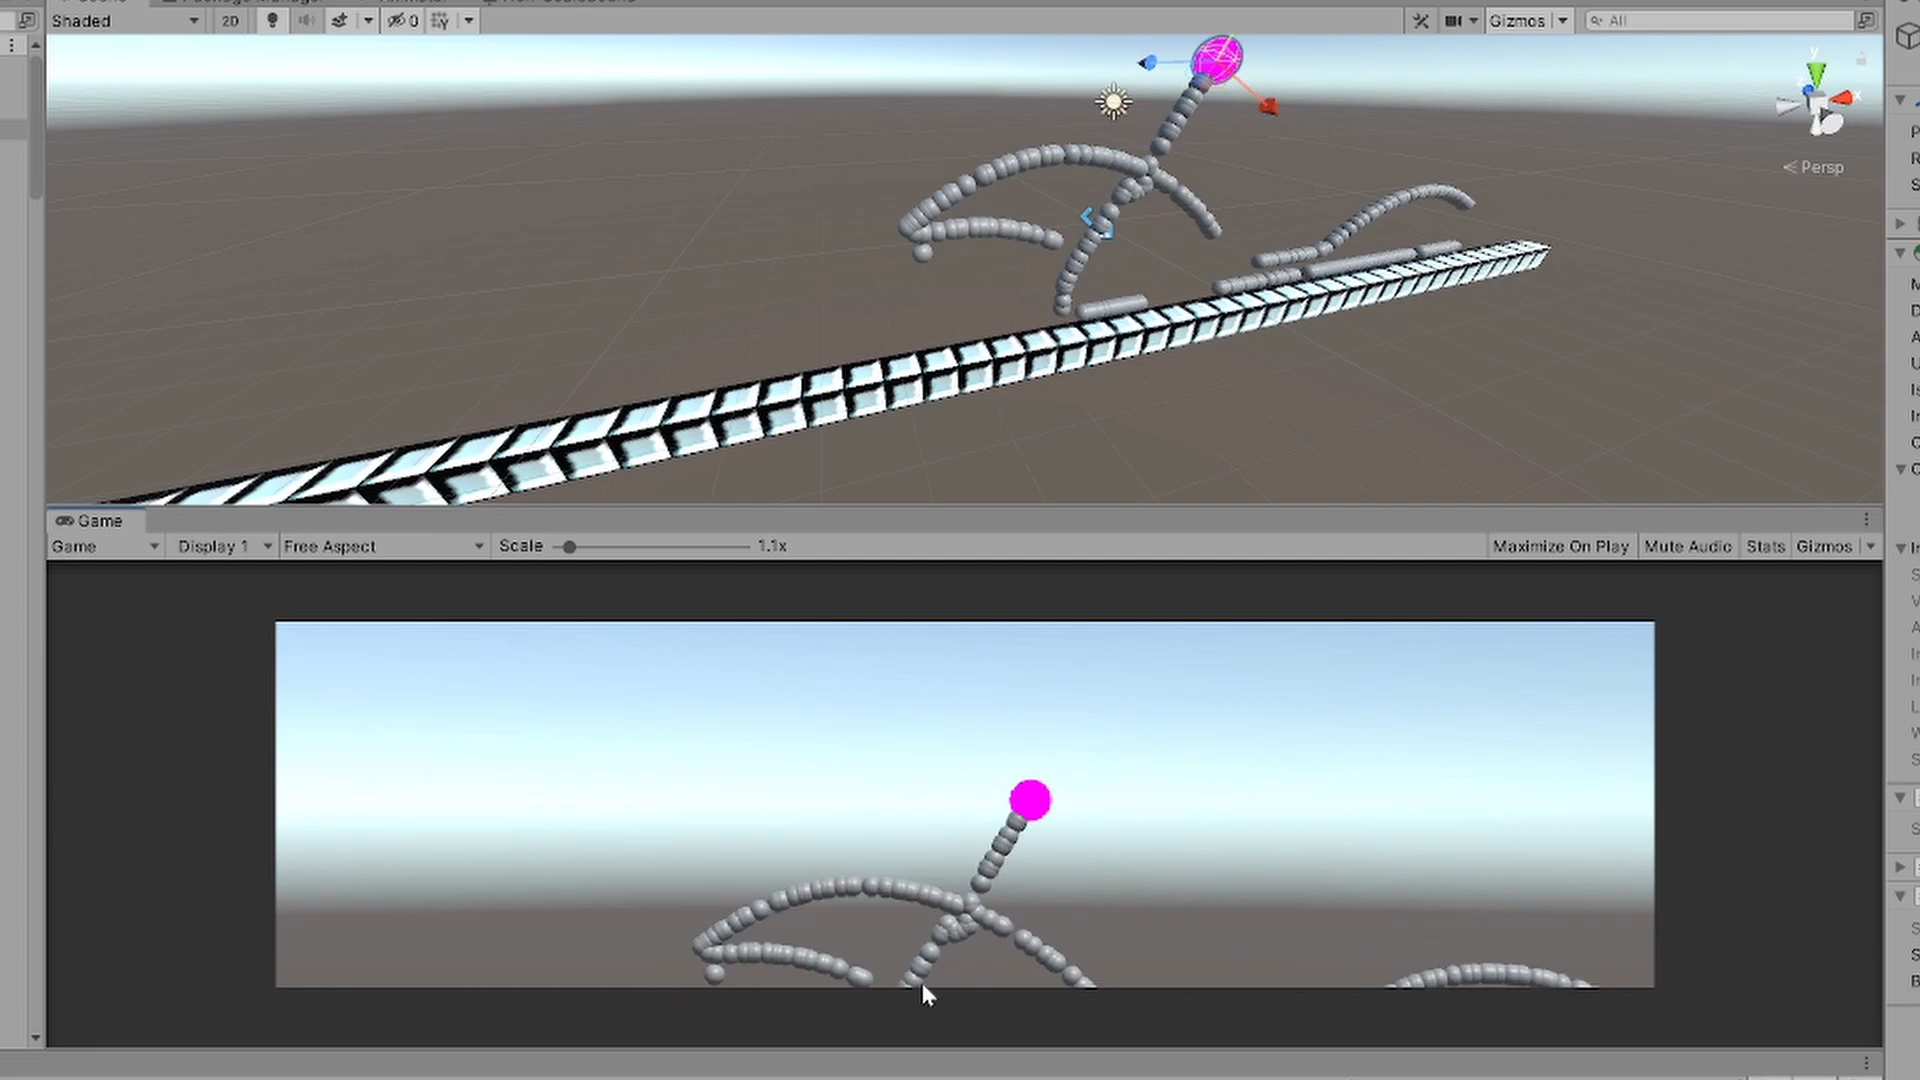 Shaded
2D
0
Gizmos
All
y
x
z
< Persp
Game
Game
Display 1
Free Aspect
Scale
1.1x
Maximize On Play
Mute Audio
Stats
Gizmos